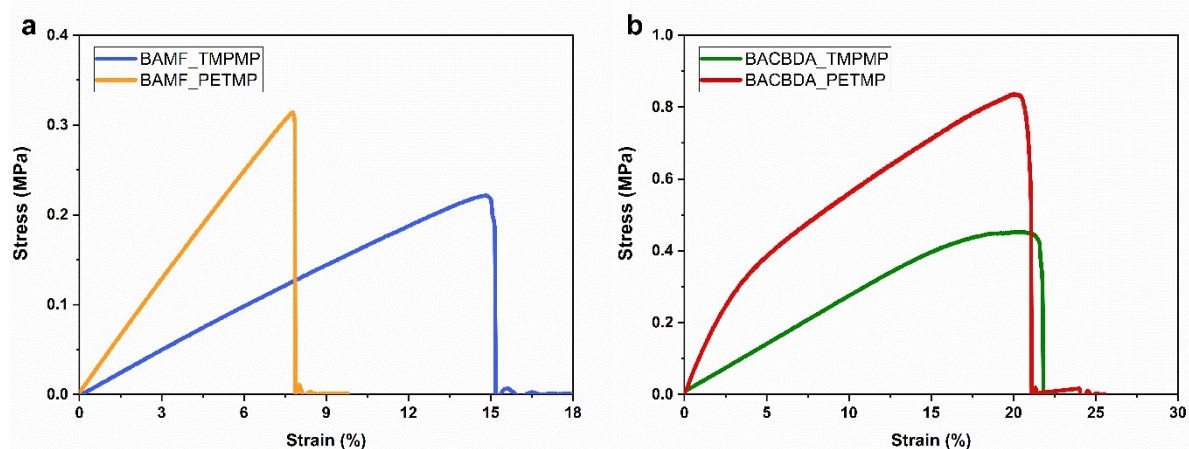 a
0.4
0.3
0.2
0.1
0.0
Stress (MPa)
BAMF_TMPMP
BAMF_PETMP
0 3 6 9 12 15 18
Strain (%)
b
1.0
0.8
0.6
0.4
0.2
0.0
Stress (MPa)
BACBDA_TMPMP
BACBDA_PETMP
0 5 10 15 20 25 30
Strain (%)